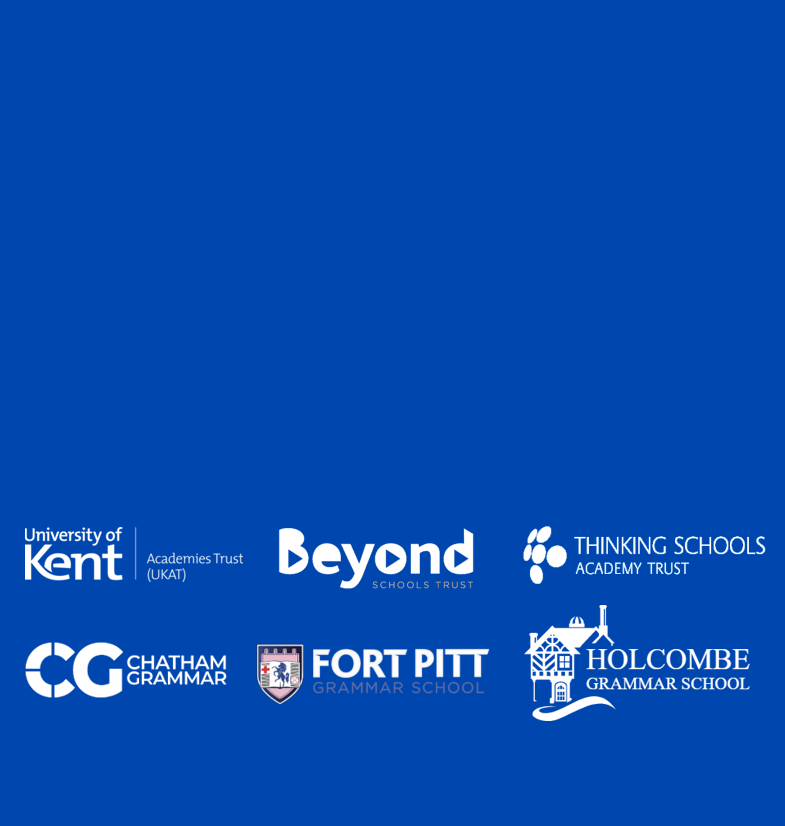 University of
Kent
Academies Trust
(UKAT)
Beyond
SCHOOLS TRUST
THINKING SCHOOLS
ACADEMY TRUST
CG
CHATHAM
GRAMMAR
FORT PITT
GRAMMAR SCHOOL
HOLCOMBE
GRAMMAR SCHOOL